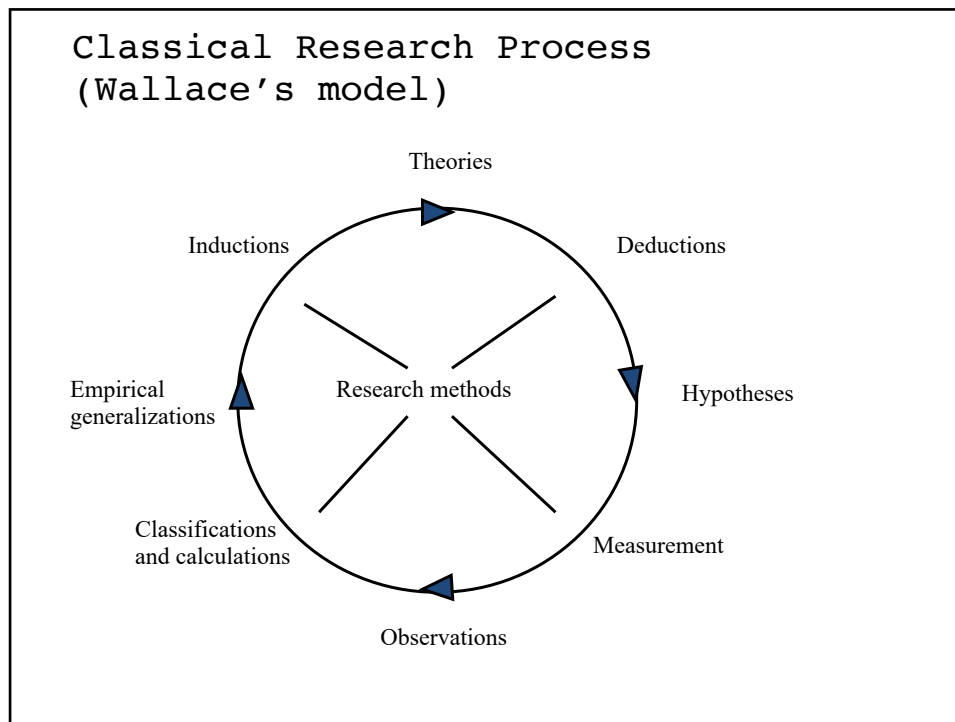 Classical Research Process
(Wallace’s model)
Theories
Inductions
Deductions
Empirical
generalizations
Research methods
Hypotheses
Classifications
and calculations
Measurement
Observations